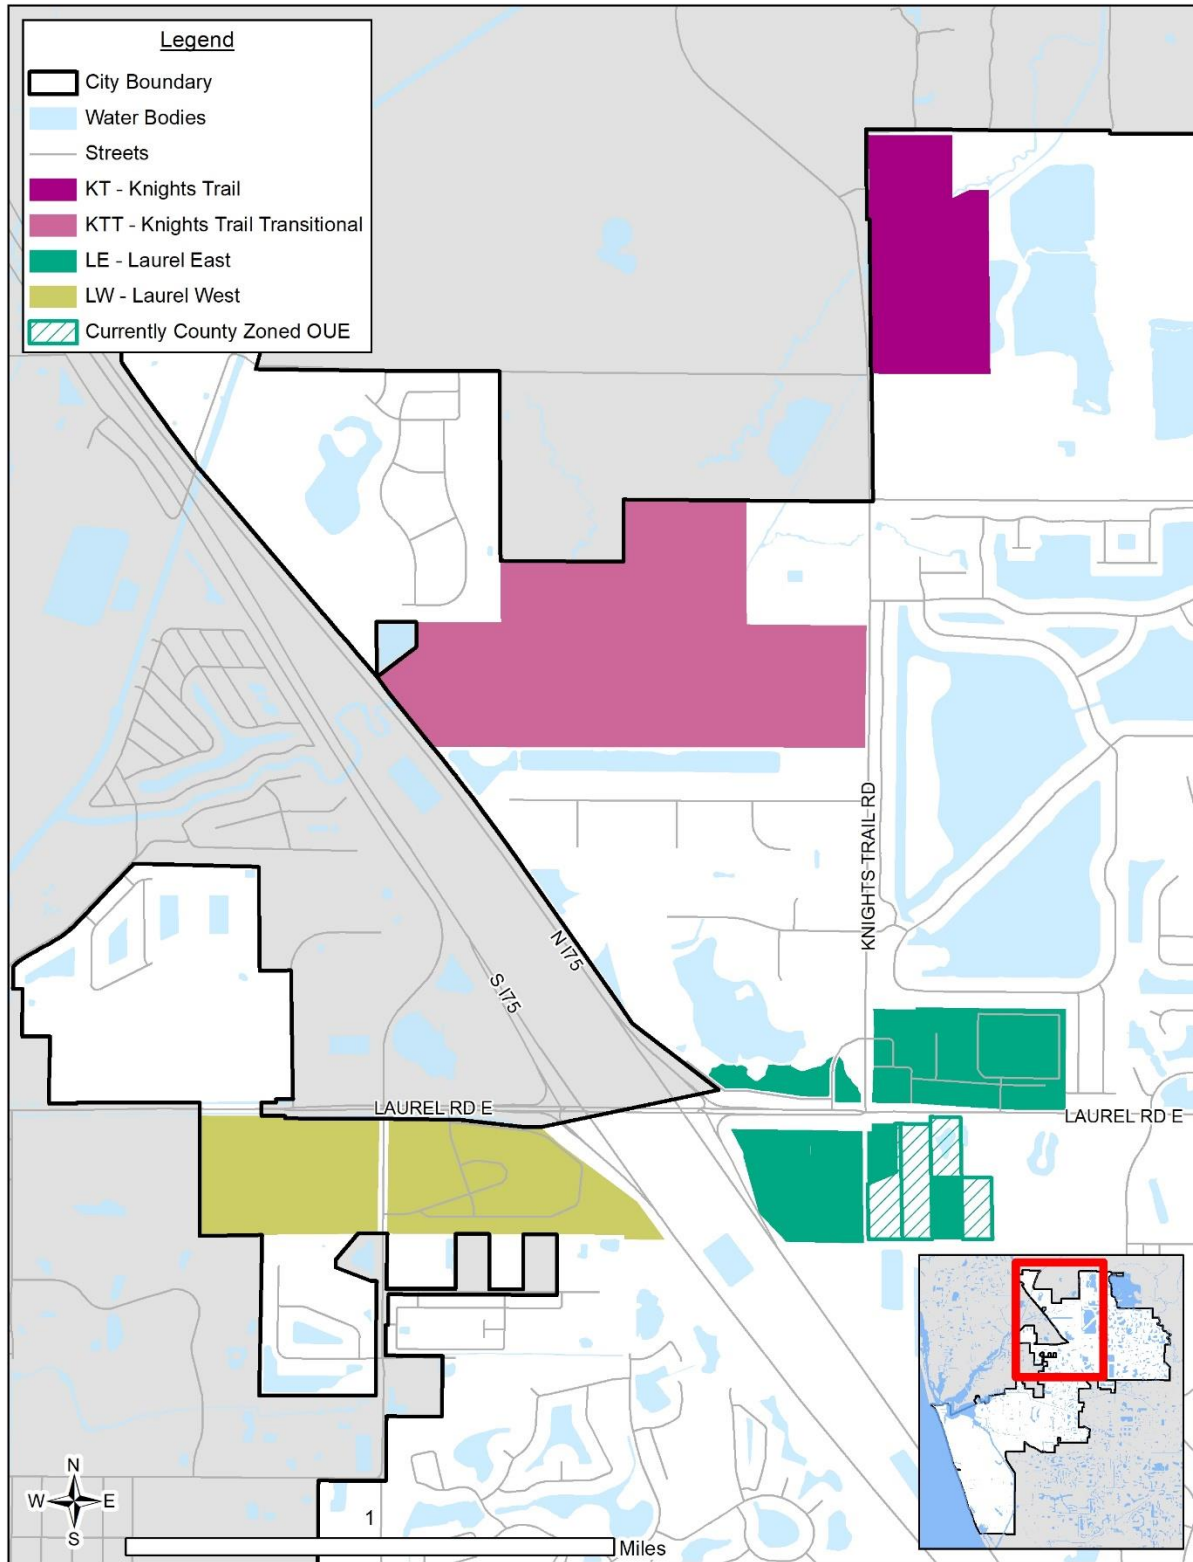 Legend
City Boundary
Water Bodies
Streets
KT - Knights Trail
KTT - Knights Trail Transitional
LE - Laurel East
LW - Laurel West
Currently County Zoned OUE
KNIGHTS TRAIL RD
N I75
S I75
LAUREL RD E
LAUREL RD E
N
W E
S
1
Miles